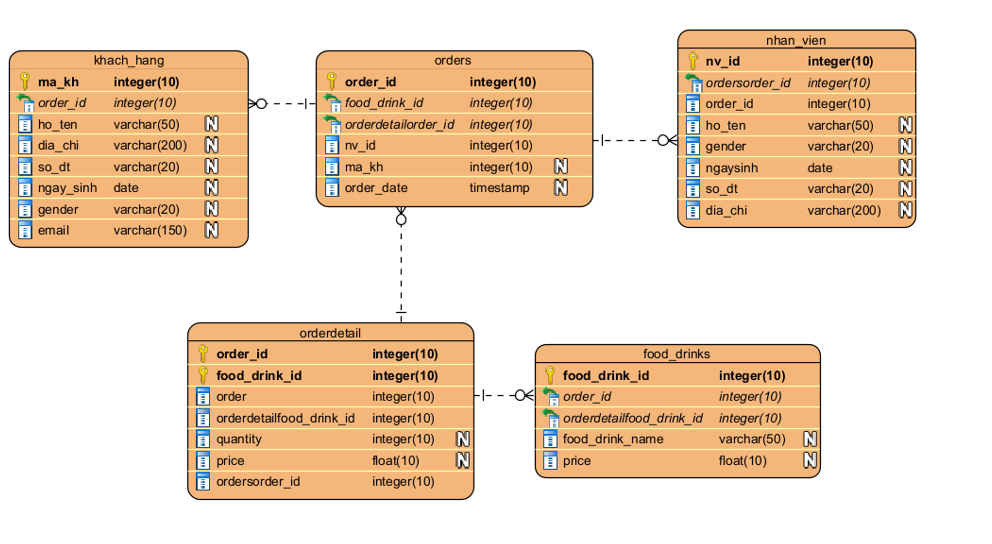 khach_hang
ma_kh integer(10)
order_id integer(10)
ho_ten varchar(50) N
dia_chi varchar(200) N
so_dt varchar(20) N
ngay_sinh date N
gender varchar(20) N
email varchar(150) N
orders
order_id integer(10)
food_drink_id integer(10)
orderdetailorder_id integer(10)
nv_id integer(10)
ma_kh integer(10) N
order_date timestamp N
nhan_vien
nv_id integer(10)
ordersorder_id integer(10)
order_id integer(10)
ho_ten varchar(50) N
gender varchar(20) N
ngaysinh date N
so_dt varchar(20) N
dia_chi varchar(200) N
orderdetail
order_id integer(10)
food_drink_id integer(10)
order integer(10)
orderdetailfood_drink_id integer(10)
quantity integer(10) N
price float(10) N
ordersorder_id integer(10)
food_drinks
food_drink_id integer(10)
order_id integer(10)
orderdetailfood_drink_id integer(10)
food_drink_name varchar(50) N
price float(10) N